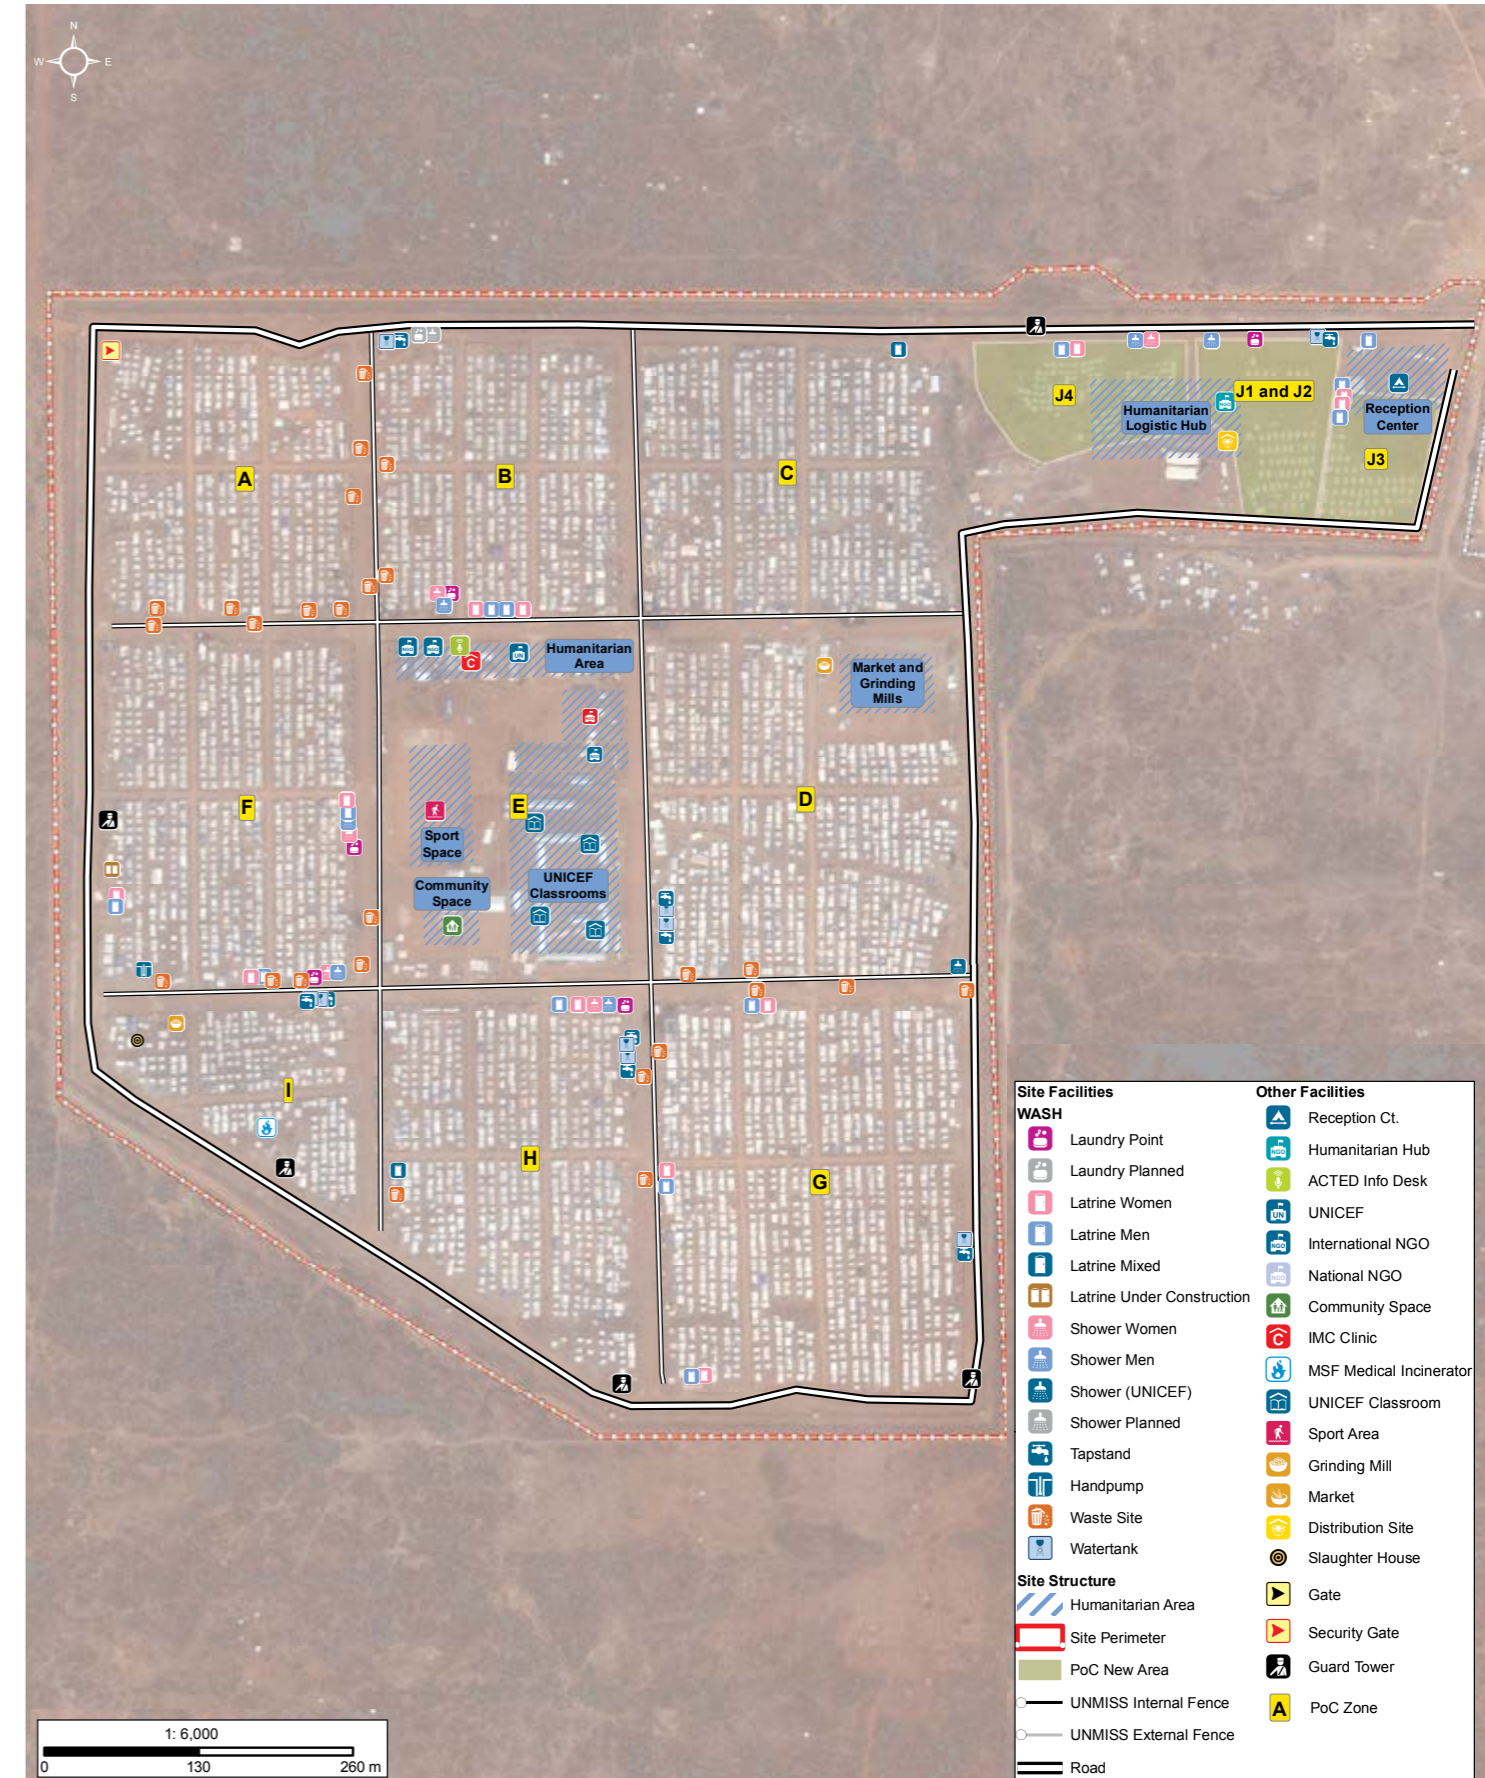 N
W E
S
J4
J1 and J2
Humanitarian
Logistic Hub
Reception
Center
J3
A
B
C
Humanitarian
Area
UN
C
Market and
Grinding
Mills
F
E
D
Sport
Space
Community
Space
UNICEF
Classrooms
I
H
G
Site Facilities
WASH
Laundry Point
Laundry Planned
Latrine Women
Latrine Men
Latrine Mixed
Latrine Under Construction
Shower Women
Shower Men
Shower (UNICEF)
Shower Planned
Tapstand
Handpump
Waste Site
Watertank
Site Structure
Humanitarian Area
Site Perimeter
PoC New Area
UNMISS Internal Fence
UNMISS External Fence
Road
Other Facilities
Reception Ct.
NGO Humanitarian Hub
ACTED Info Desk
UN UNICEF
NGO International NGO
NGO National NGO
Community Space
C IMC Clinic
MSF Medical Incinerator
UNICEF Classroom
Sport Area
Grinding Mill
Market
Distribution Site
Slaughter House
Gate
Security Gate
Guard Tower
A PoC Zone
1: 6,000
0 130 260 m